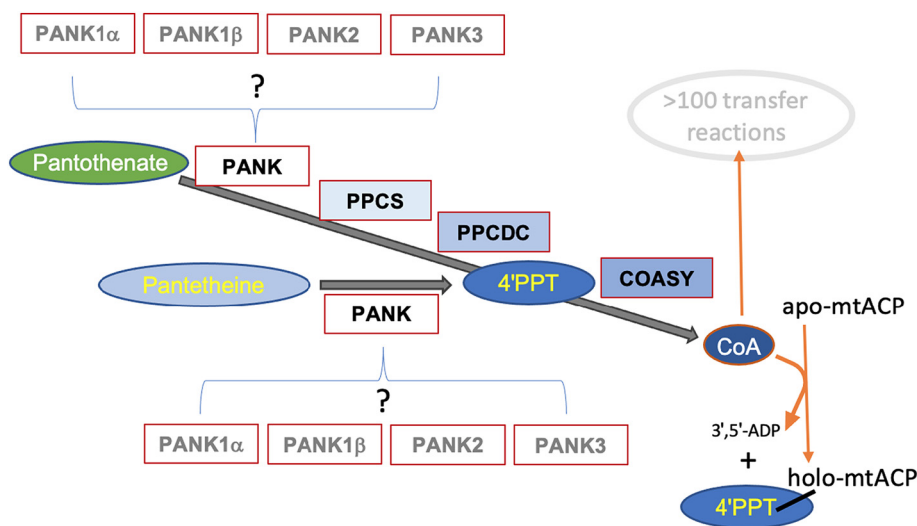 PANK1α
PANK1β
PANK2
PANK3
?
>100 transfer
reactions
Pantothenate
PANK
PPCS
PPCDC
Pantetheine
4'PPT
COASY
PANK
apo-mtACP
CoA
?
PANK1α
PANK1β
PANK2
PANK3
3',5'-ADP
+
holo-mtACP
4'PPT